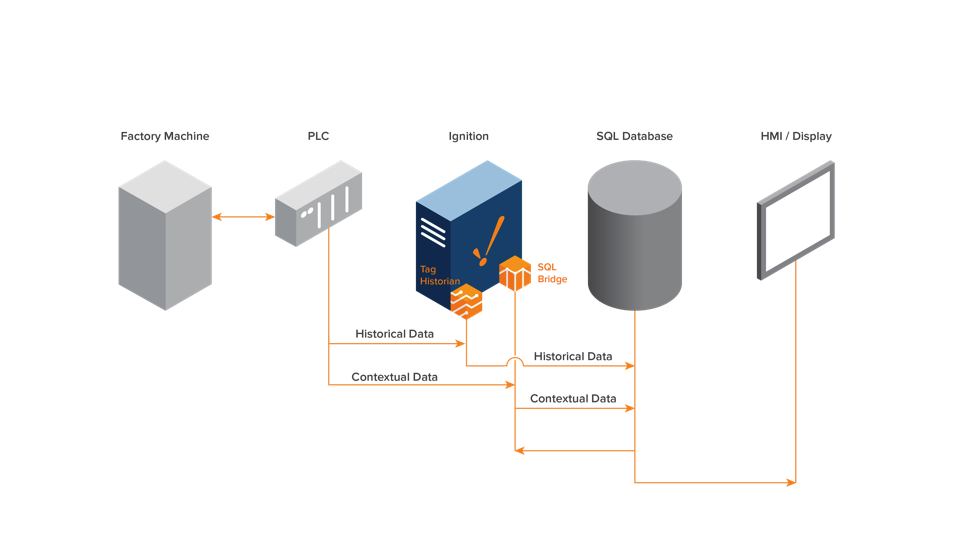 Factory Machine
PLC
Ignition
SQL Database
HMI / Display
Tag
Historian
SQL
Bridge
Historical Data
Historical Data
Contextual Data
Contextual Data